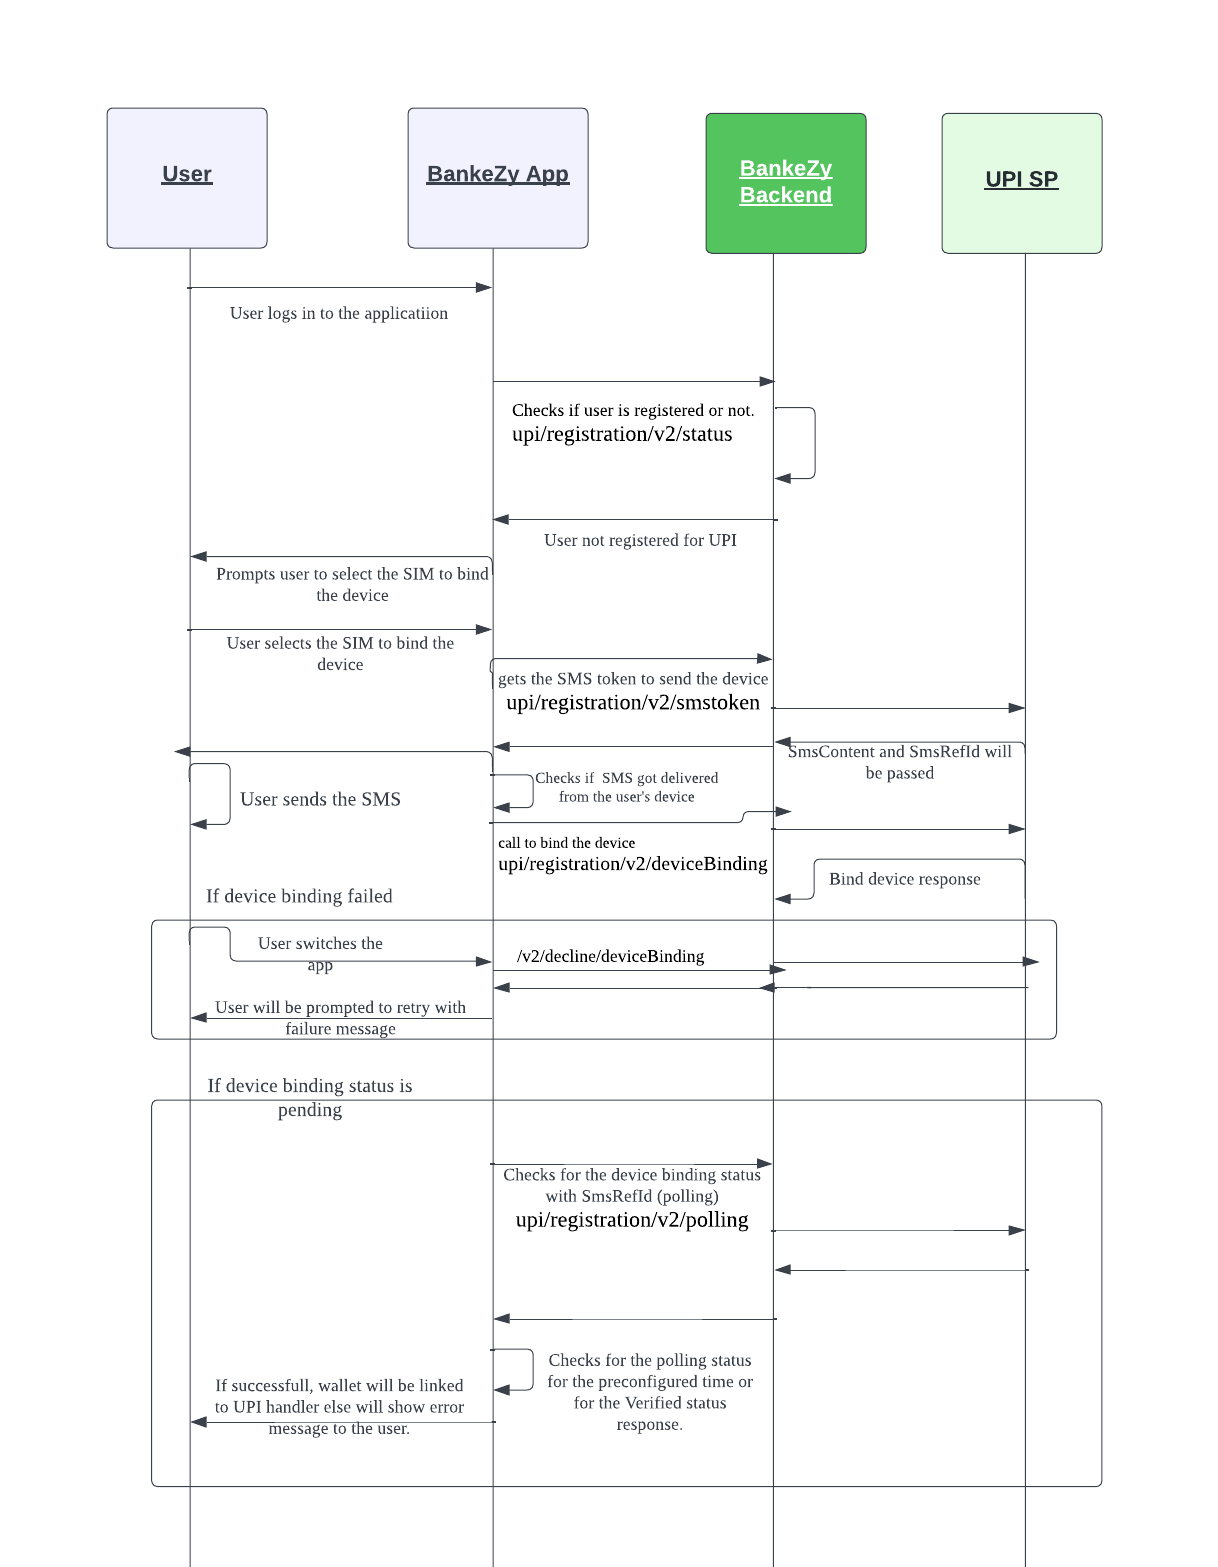 User
BankeZy App
BankeZy
Backend
UPI SP
User logs in to the applicatiion
Checks if user is registered or not.
upi/registration/v2/status
User not registered for UPI
Prompts user to select the SIM to bind
the device
User selects the SIM to bind the
device
gets the SMS token to send the device
upi/registration/v2/smstoken
SmsContent and SmsRefId will
be passed
Checks if  SMS got delivered
from the user's device
User sends the SMS
call to bind the device
upi/registration/v2/deviceBinding
Bind device response
If device binding failed
User switches the
app
/v2/decline/deviceBinding
User will be prompted to retry with
failure message
If device binding status is
pending
Checks for the device binding status
with SmsRefId (polling)
upi/registration/v2/polling
Checks for the polling status
for the preconfigured time or
for the Verified status
response.
If successfull, wallet will be linked
to UPI handler else will show error
message to the user.